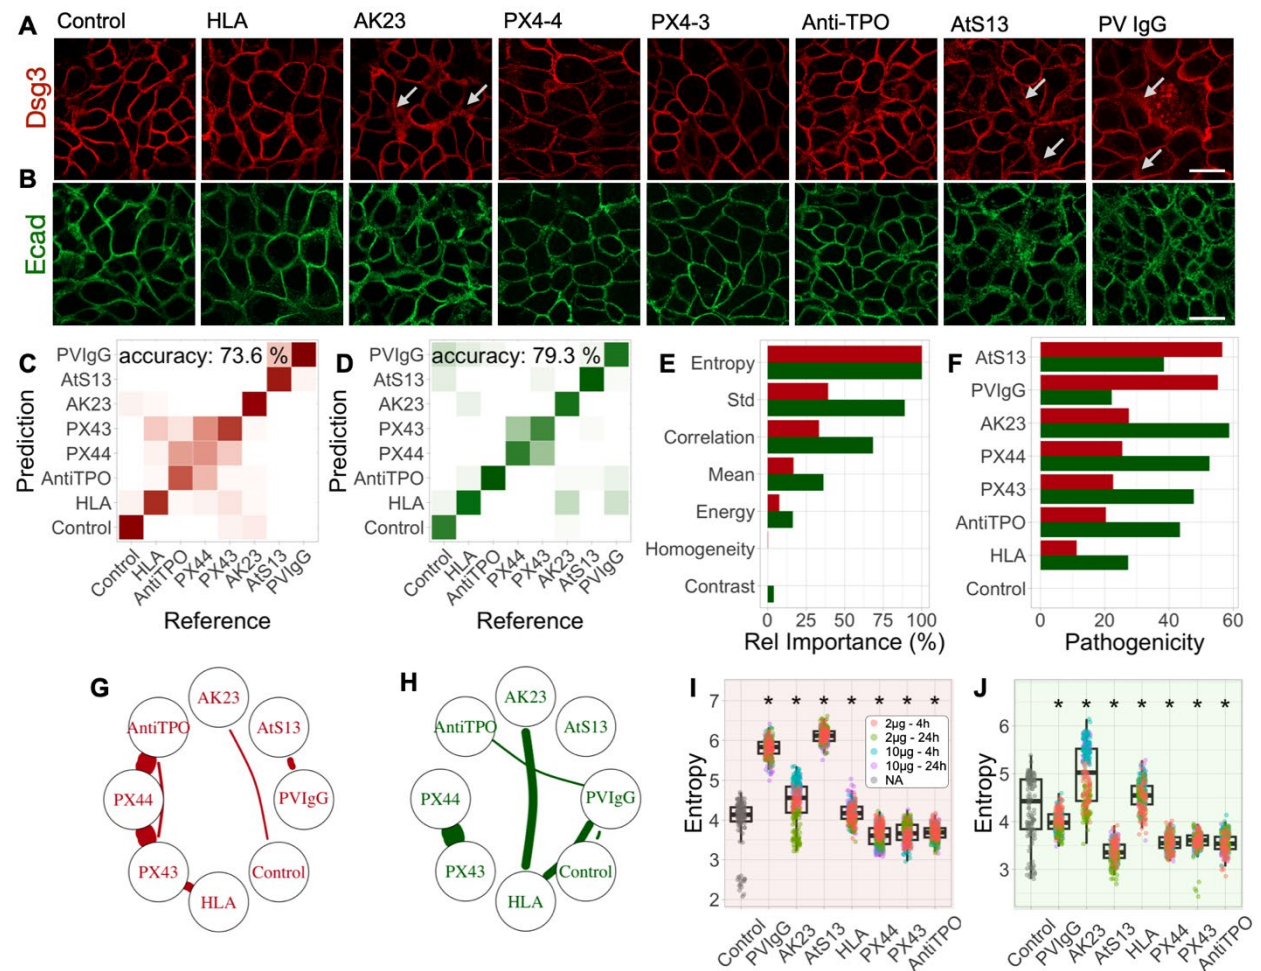 A Control HLA AK23 PX4-4 PX4-3 Anti-TPO AtS13 PV IgG
Dsg3
B
Ecad
C
accuracy: 73.6 %
Prediction
PVIgG
AtS13
AK23
PX43
PX44
AntiTPO
HLA
Control
Control HLA AntiTPO PX44 PX43 AK23 AtS13 PVIgG
Reference
D
accuracy: 79.3 %
Prediction
PVIgG
AtS13
AK23
PX43
PX44
AntiTPO
HLA
Control
Control HLA AntiTPO PX44 PX43 AK23 AtS13 PVIgG
Reference
E
Entropy
Std
Correlation
Mean
Energy
Homogeneity
Contrast
0 25 50 75 100
Rel Importance (%)
F
AtS13
PVIgG
AK23
PX44
PX43
AntiTPO
HLA
Control
0 20 40 60
Pathogenicity
G
AK23
AntiTPO AtS13
PX44 PVIgG
PX43 Control
HLA
H
AK23
AntiTPO AtS13
PX44 PVIgG
PX43 Control
HLA
I
Entropy
7
6
5
4
3
2
* * * * * * *
2µg - 4h
2µg - 24h
10µg - 4h
10µg - 24h
NA
Control PVIgG AK23 AtS13 HLA PX44 PX43 AntiTPO
J
Entropy
6
5
4
3
* * * * * * *
Control PVIgG AK23 AtS13 HLA PX44 PX43 AntiTPO